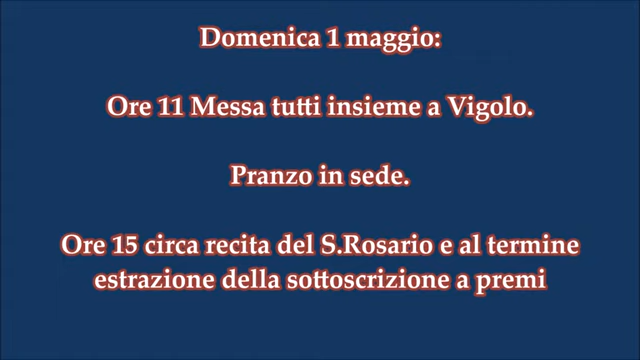 Domenica 1 maggio:
Ore 11 Messa tutti insieme a Vigolo.
Pranzo in sede.
Ore 15 circa recita del S.Rosario e al termine
estrazione della sottoscrizione a premi